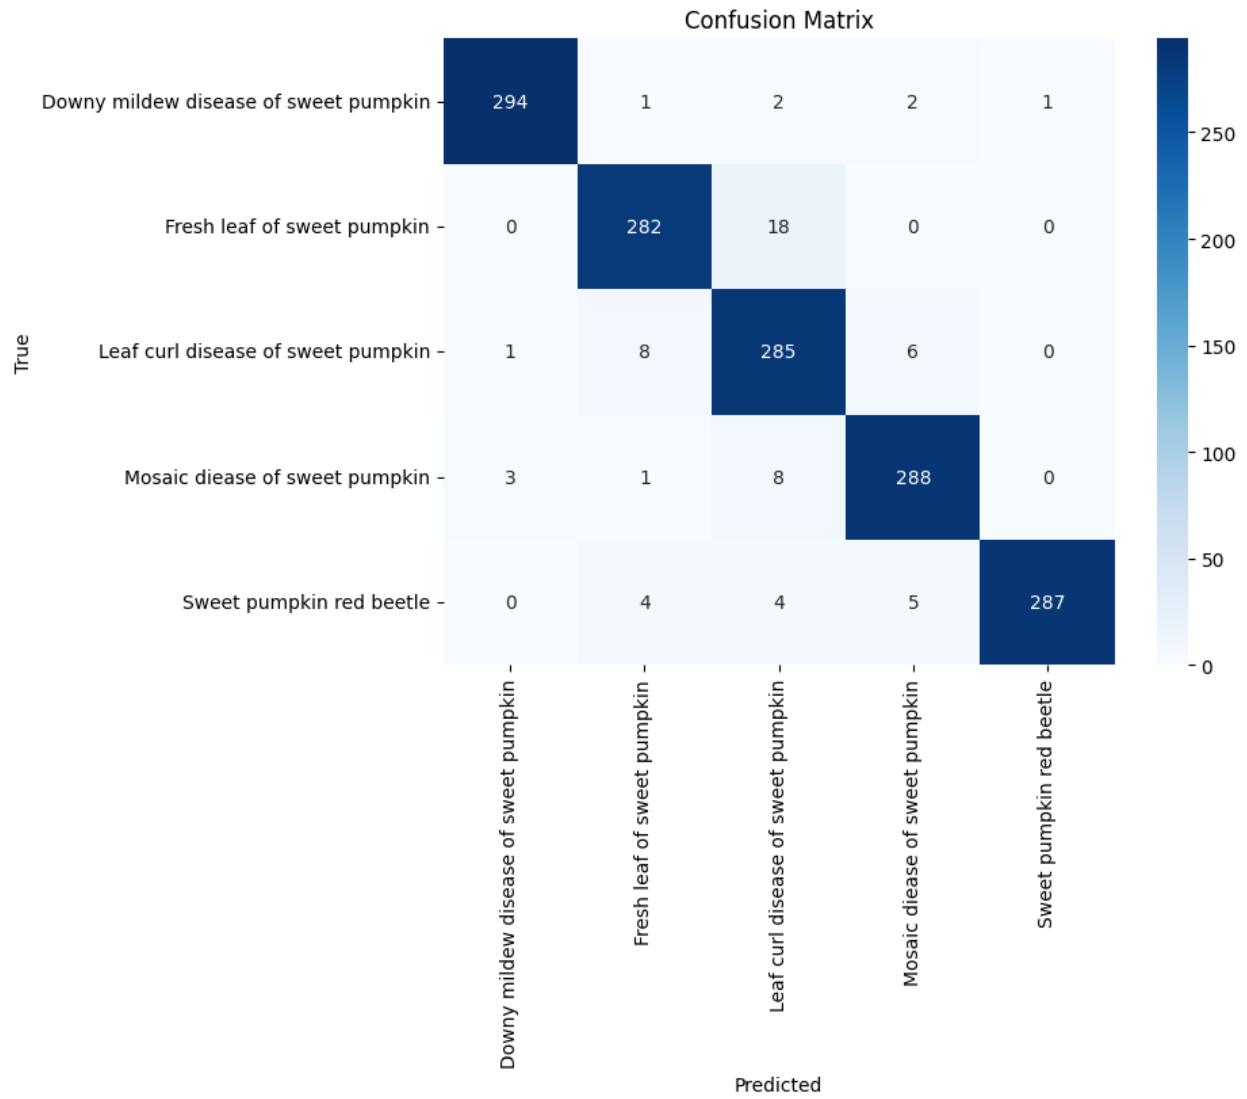 Confusion Matrix
Downy mildew disease of sweet pumpkin
294 1 2 2 1
Fresh leaf of sweet pumpkin
0 282 18 0 0
Leaf curl disease of sweet pumpkin
1 8 285 6 0
Mosaic diease of sweet pumpkin
3 1 8 288 0
Sweet pumpkin red beetle
0 4 4 5 287
True
250
200
150
100
50
0
Downy mildew disease of sweet pumpkin
Fresh leaf of sweet pumpkin
Leaf curl disease of sweet pumpkin
Mosaic diease of sweet pumpkin
Sweet pumpkin red beetle
Predicted